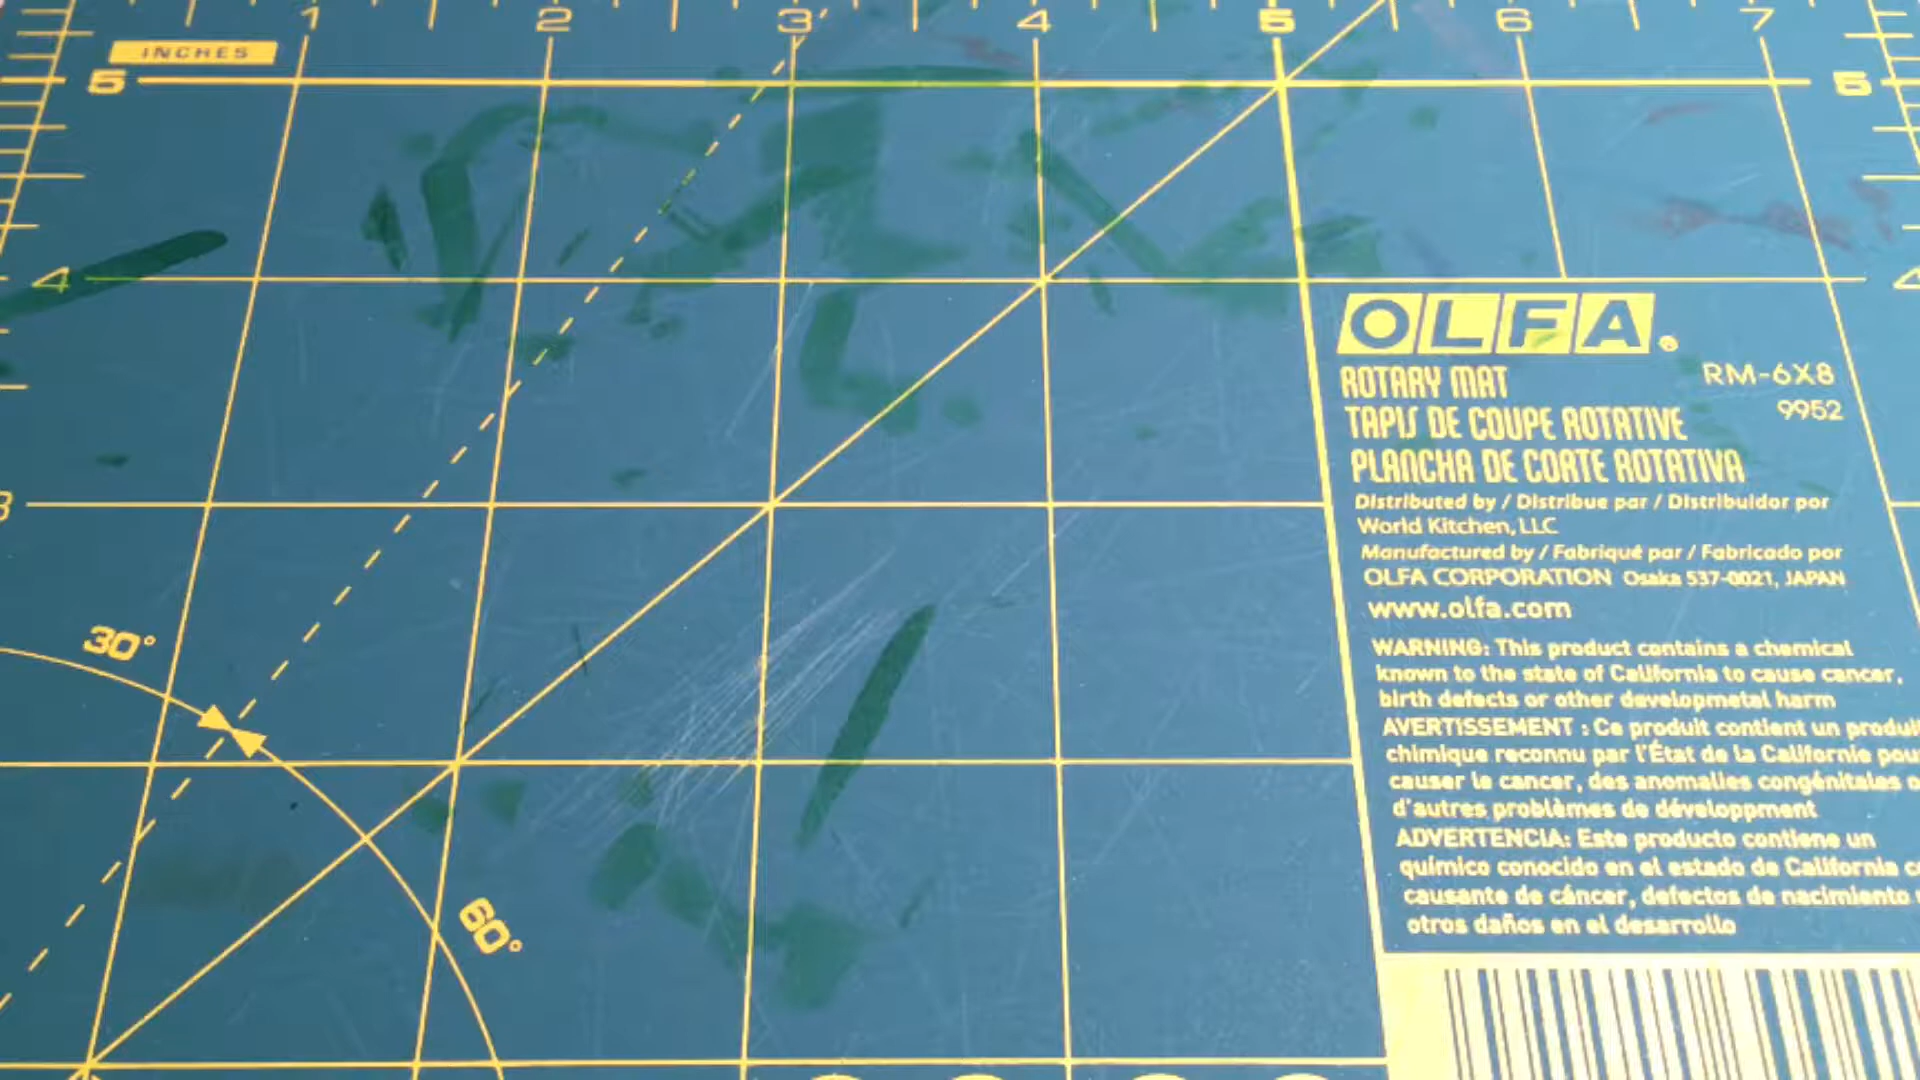 1 2 3 4 5 6 7
INCHES
5 5
4 4
3
30°
60°
OLFA®
ROTARY MAT RM-6X8
TAPIS DE COUPE ROTATIVE 9952
PLANCHA DE CORTE ROTATIVA
Distributed by / Distribue par / Distribuidor por
World Kitchen, LLC
Manufactured by / Fabriqué par / Fabricado por
OLFA CORPORATION Osaka 537-0021, JAPAN
www.olfa.com
WARNING: This product contains a chemical
known to the state of California to cause cancer,
birth defects or other developmetal harm
AVERTISSEMENT : Ce produit contient un produit
chimique reconnu par l'État de la Californie pour
causer le cancer, des anomalies congénitales
d'autres problèmes de développment
ADVERTENCIA: Este producto contiene un
químico conocido en el estado de California
causante de cáncer, defectos de nacimiento
otros daños en el desarrollo